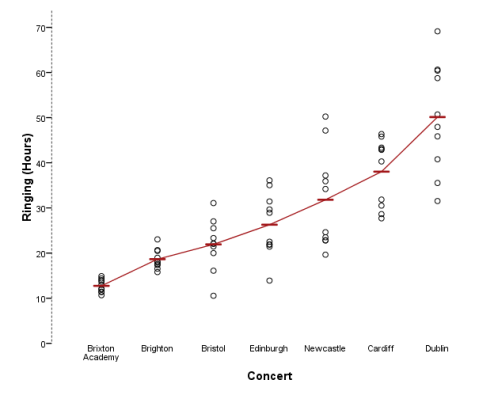 Ringing (Hours)
70
60
50
40
30
20
10
0
Brixton Academy
Brighton
Bristol
Edinburgh
Newcastle
Cardiff
Dublin
Concert